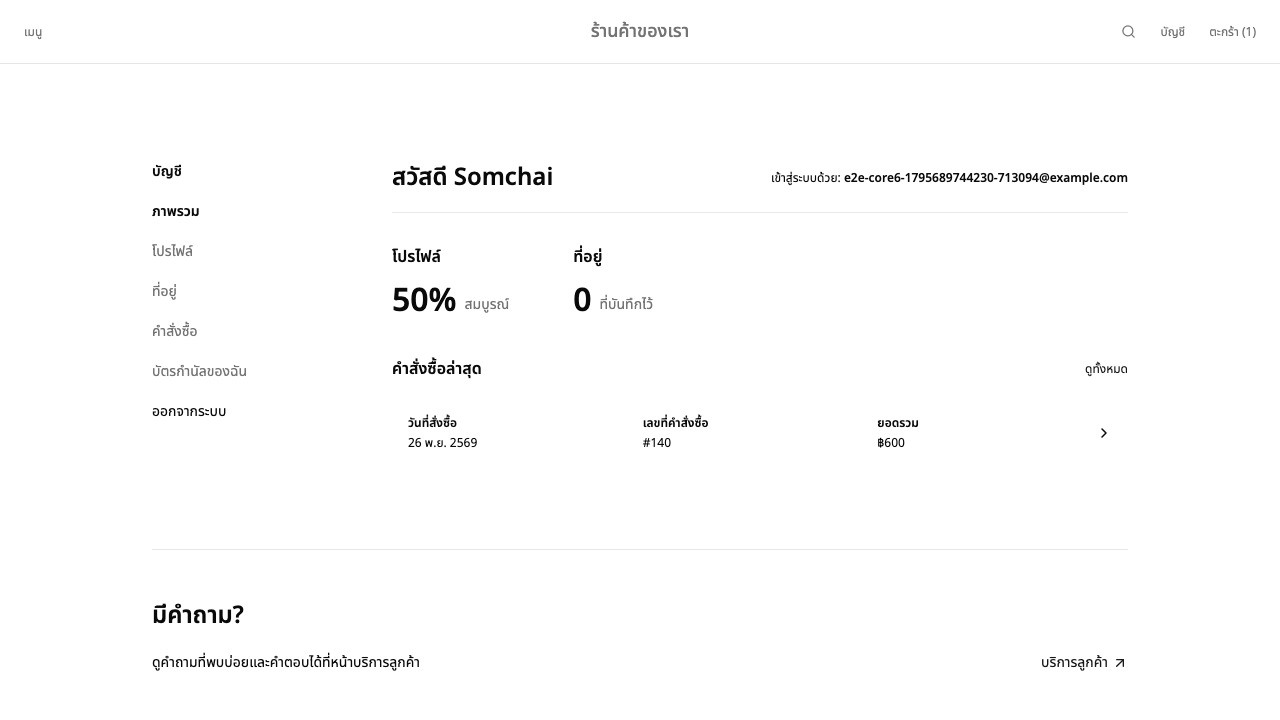 เมนู
ร้านค้าของเรา
บัญชี
ตะกร้า (1)
บัญชี
ภาพรวม
โปรไฟล์
ที่อยู่
คำสั่งซื้อ
บัตรกำนัลของฉัน
ออกจากระบบ
สวัสดี Somchai
เข้าสู่ระบบด้วย: e2e-core6-1795689744230-713094@example.com
โปรไฟล์
50% สมบูรณ์
ที่อยู่
0 ที่บันทึกไว้
คำสั่งซื้อล่าสุด
ดูทั้งหมด
วันที่สั่งซื้อ
26 พ.ย. 2569
เลขที่คำสั่งซื้อ
#140
ยอดรวม
฿600
มีคำถาม?
ดูคำถามที่พบบ่อยและคำตอบได้ที่หน้าบริการลูกค้า
บริการลูกค้า